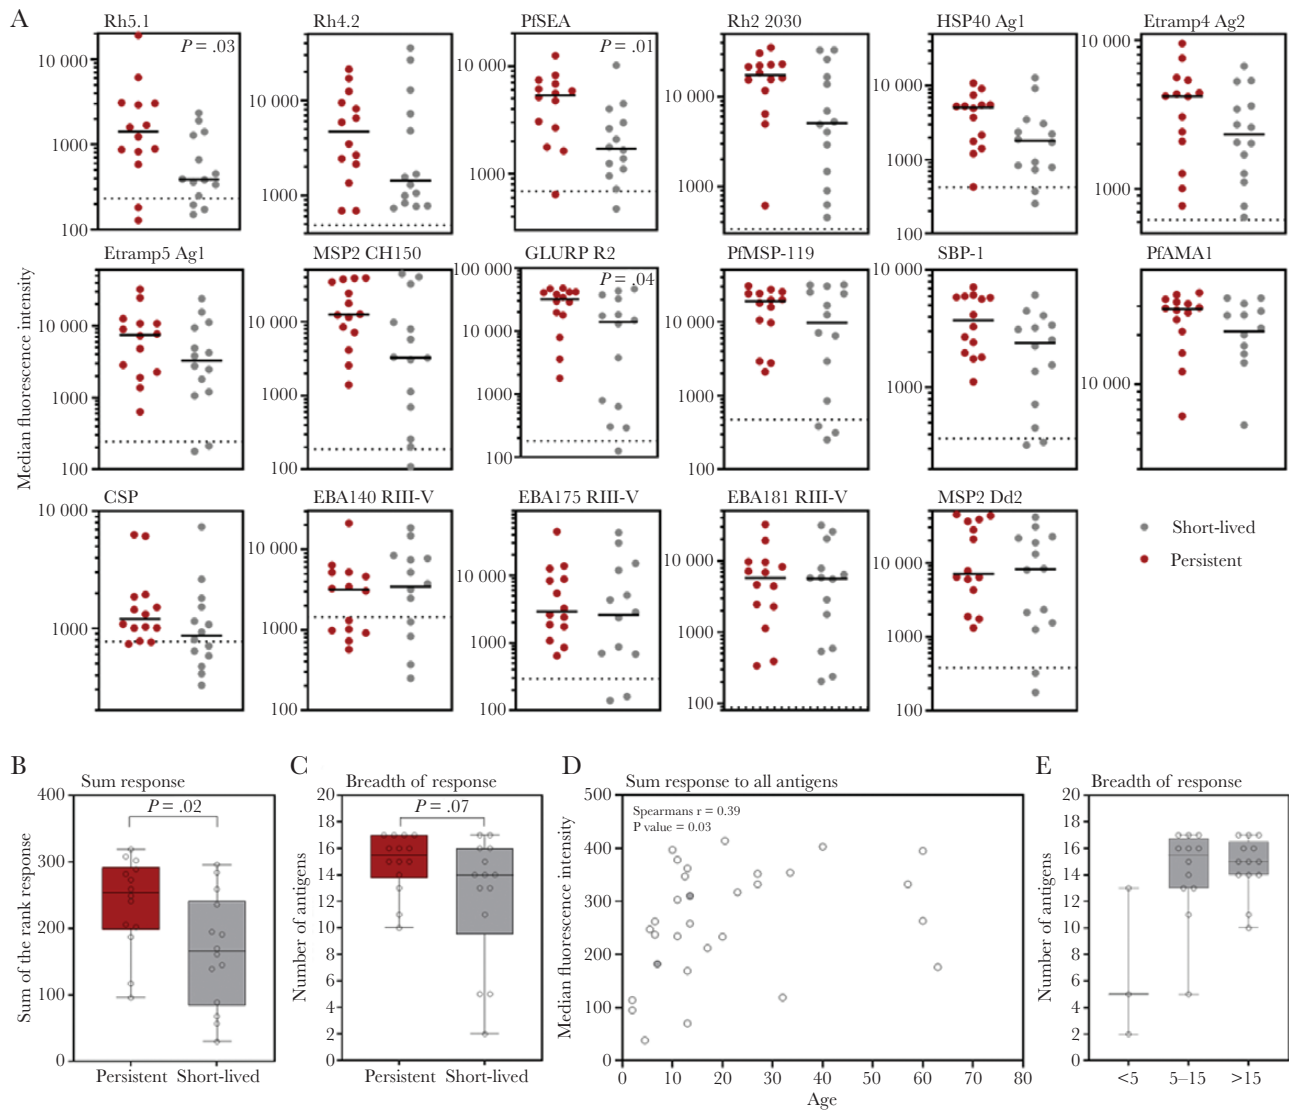 A
Rh5.1
Rh4.2
PfSEA
Rh2 2030
HSP40 Ag1
Etramp4 Ag2
P = .03
P = .01
10 000
1000
100
10 000
1000
10 000
1000
10 000
1000
10 000
1000
10 000
1000
Median fluorescence intensity
Etramp5 Ag1
MSP2 CH150
GLURP R2
PfMSP-119
SBP-1
PfAMA1
P = .04
10 000
1000
100
10 000
1000
100
100 000
10 000
1000
100
10 000
1000
100
10 000
1000
10 000
CSP
EBA140 RIII-V
EBA175 RIII-V
EBA181 RIII-V
MSP2 Dd2
10 000
1000
10 000
1000
100
10 000
1000
100
10 000
1000
100
10 000
1000
100
Short-lived
Persistent
B
Sum response
P = .02
Sum of the rank response
400
300
200
100
0
Persistent
Short-lived
C
Breadth of response
P = .07
Number of antigens
20
18
16
14
12
10
8
6
4
2
0
Persistent
Short-lived
D
Sum response to all antigens
Spearmans r = 0.39
P value = 0.03
Median fluorescence intensity
500
400
300
200
100
0
0 10 20 30 40 50 60 70 80
Age
E
Breadth of response
Number of antigens
20
18
16
14
12
10
8
6
4
2
0
<5 5–15 >15